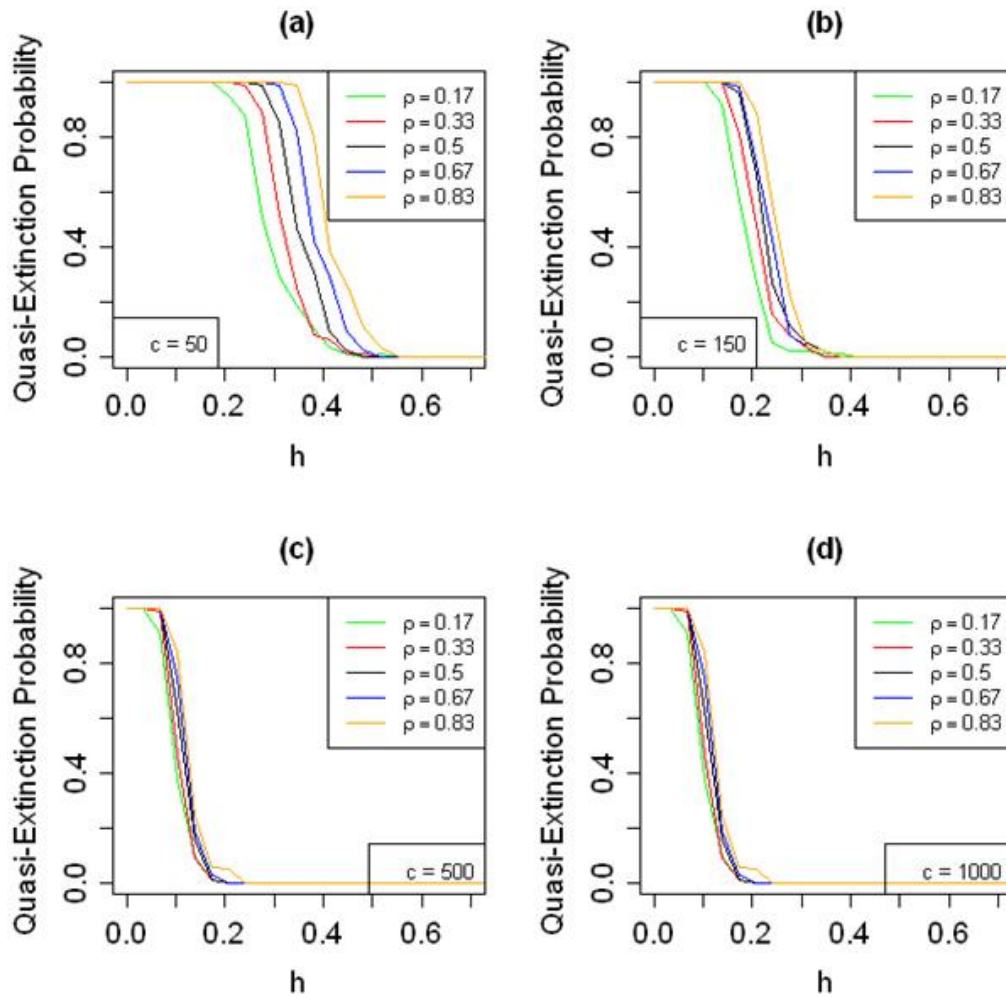 (a)
Quasi-Extinction Probability
0.8
0.4
0.0
ρ = 0.17
ρ = 0.33
ρ = 0.5
ρ = 0.67
ρ = 0.83
c = 50
0.0 0.2 0.4 0.6
h
(b)
Quasi-Extinction Probability
0.8
0.4
0.0
ρ = 0.17
ρ = 0.33
ρ = 0.5
ρ = 0.67
ρ = 0.83
c = 150
0.0 0.2 0.4 0.6
h
(c)
Quasi-Extinction Probability
0.8
0.4
0.0
ρ = 0.17
ρ = 0.33
ρ = 0.5
ρ = 0.67
ρ = 0.83
c = 500
0.0 0.2 0.4 0.6
h
(d)
Quasi-Extinction Probability
0.8
0.4
0.0
ρ = 0.17
ρ = 0.33
ρ = 0.5
ρ = 0.67
ρ = 0.83
c = 1000
0.0 0.2 0.4 0.6
h